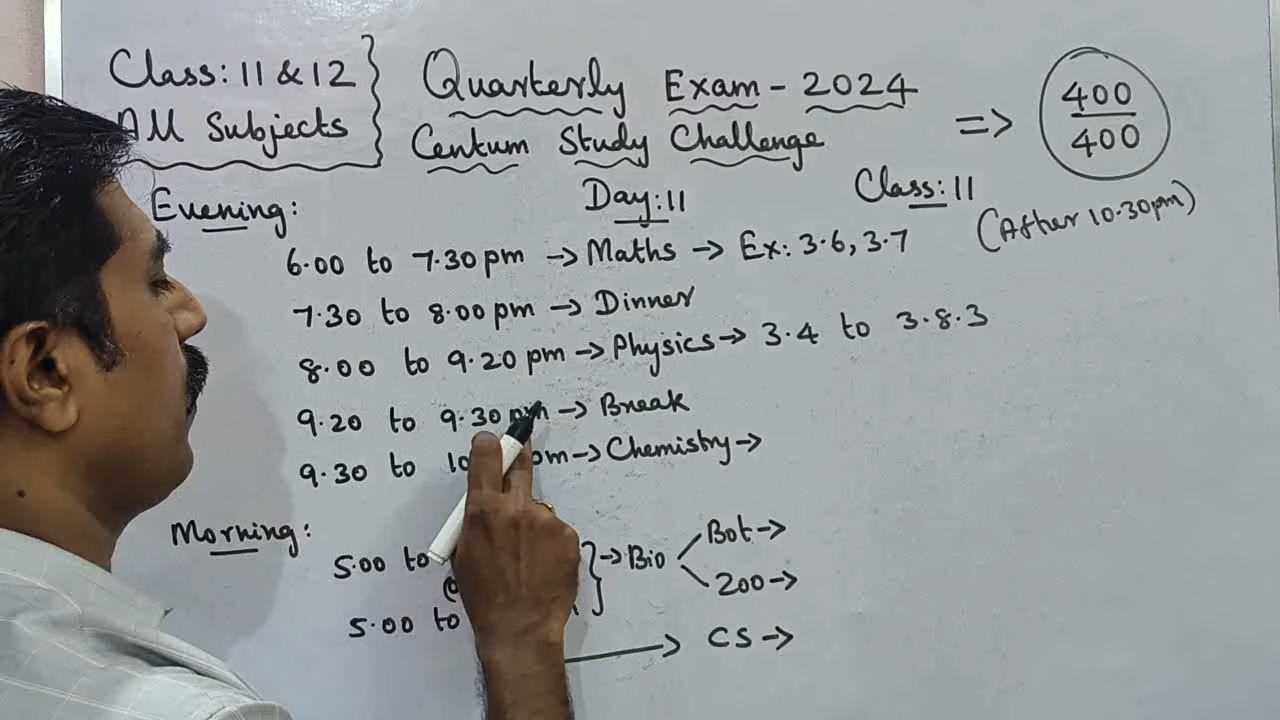 Class: 11 & 12
All Subjects
Quarterly Exam - 2024
Centum Study Challenge
=> 400/400
Day: 11
Class: 11
(After 10.30pm)
Evening:
6.00 to 7.30 pm → Maths → Ex: 3.6, 3.7
7.30 to 8.00 pm → Dinner
8.00 to 9.20 pm → Physics → 3.4 to 3.8.3
9.20 to 9.30 pm → Break
9.30 to pm → Chemistry →
Morning:
5.00 to } → Bio
Bot →
Zoo →
5.00 to
→ CS →